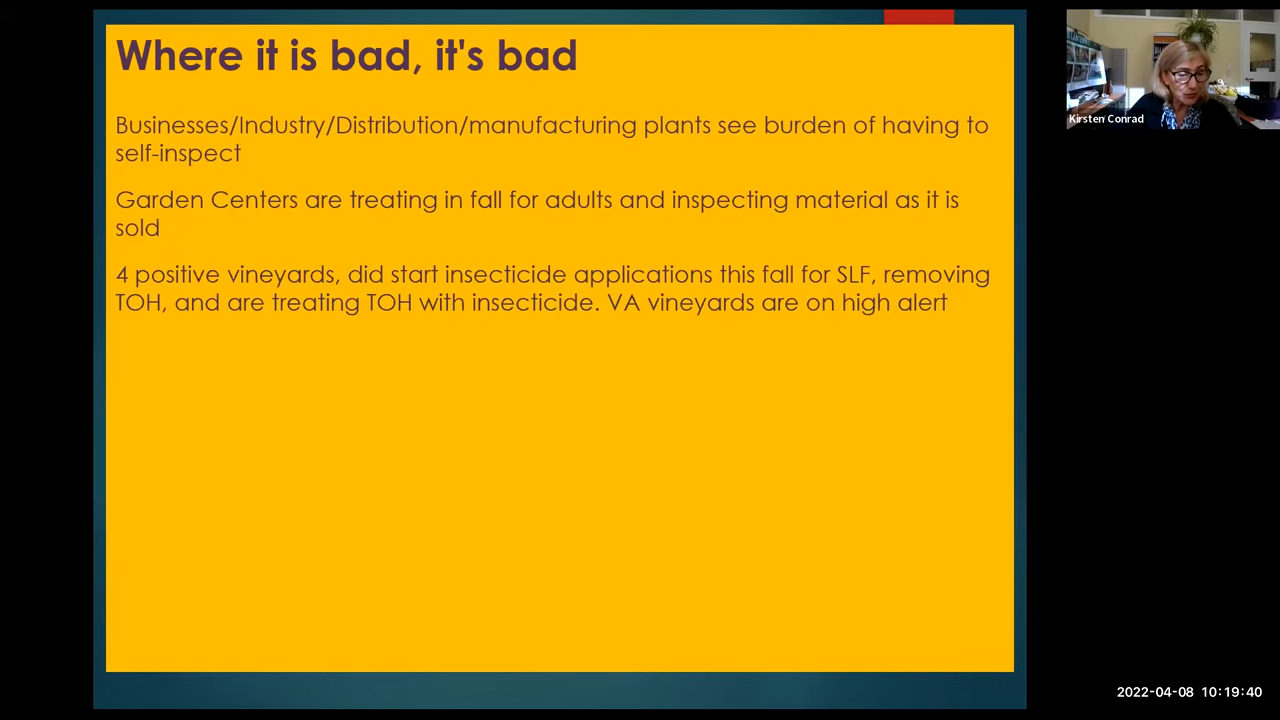 Where it is bad, it's bad
Businesses/Industry/Distribution/manufacturing plants see burden of having to
self-inspect
Garden Centers are treating in fall for adults and inspecting material as it is
sold
4 positive vineyards, did start insecticide applications this fall for SLF, removing
TOH, and are treating TOH with insecticide. VA vineyards are on high alert
Kirsten Conrad
2022-04-08 10:19:40